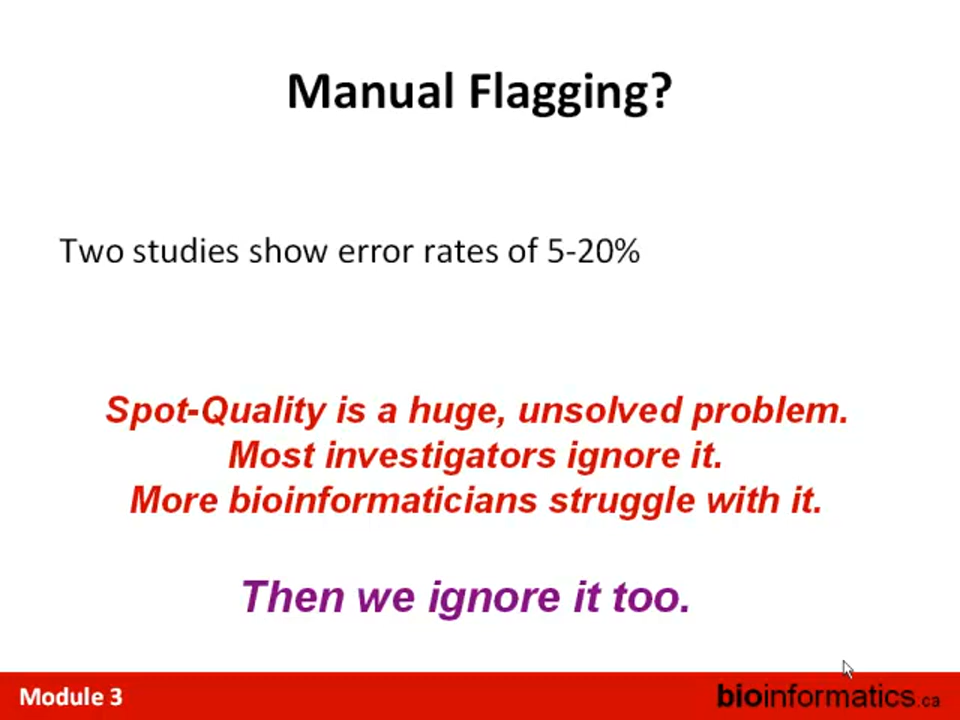 Manual Flagging?
Two studies show error rates of 5-20%
Spot-Quality is a huge, unsolved problem.
Most investigators ignore it.
More bioinformaticians struggle with it.
Then we ignore it too.
Module 3
bioinformatics.ca